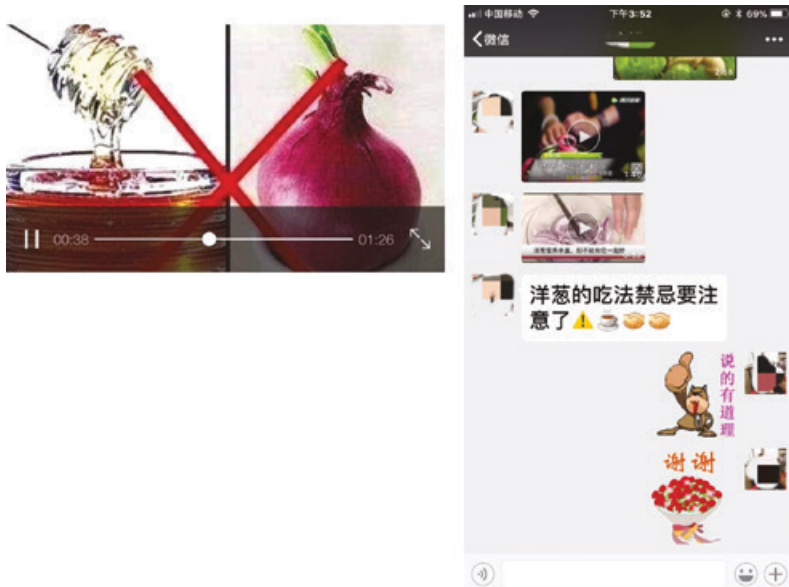 00:38
01:26
中国移动
下午3:52
69%
微信
洋葱的吃法禁忌要注
意了
说的有道理
谢谢